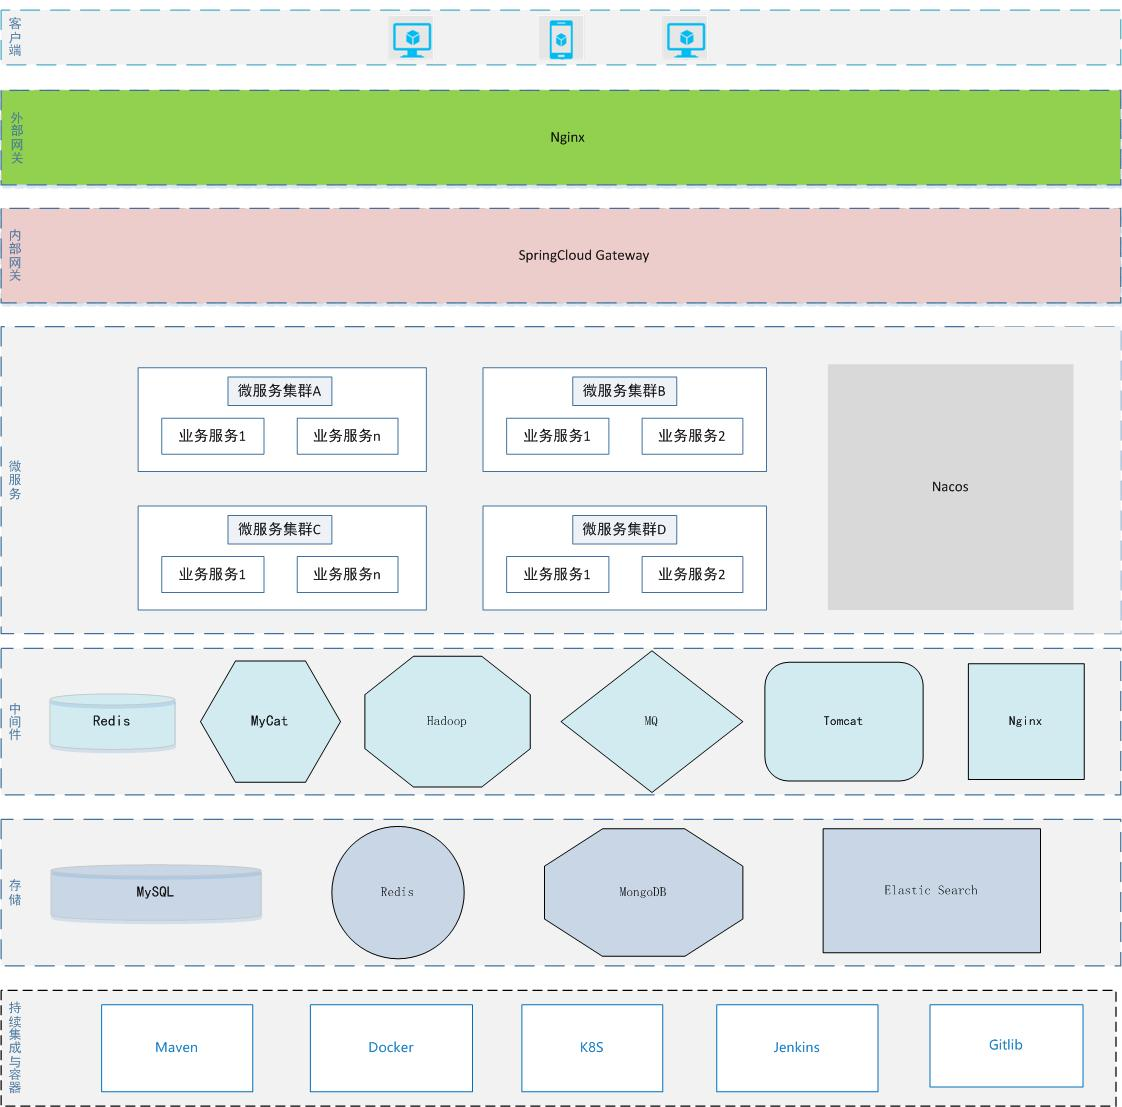 客户端
外部网关
Nginx
内部网关
SpringCloud Gateway
微服务
微服务集群A
业务服务1
业务服务n
微服务集群B
业务服务1
业务服务2
微服务集群C
业务服务1
业务服务n
微服务集群D
业务服务1
业务服务2
Nacos
中间件
Redis
MyCat
Hadoop
MQ
Tomcat
Nginx
存储
MySQL
Redis
MongoDB
Elastic Search
持续集成与容器
Maven
Docker
K8S
Jenkins
Gitlib